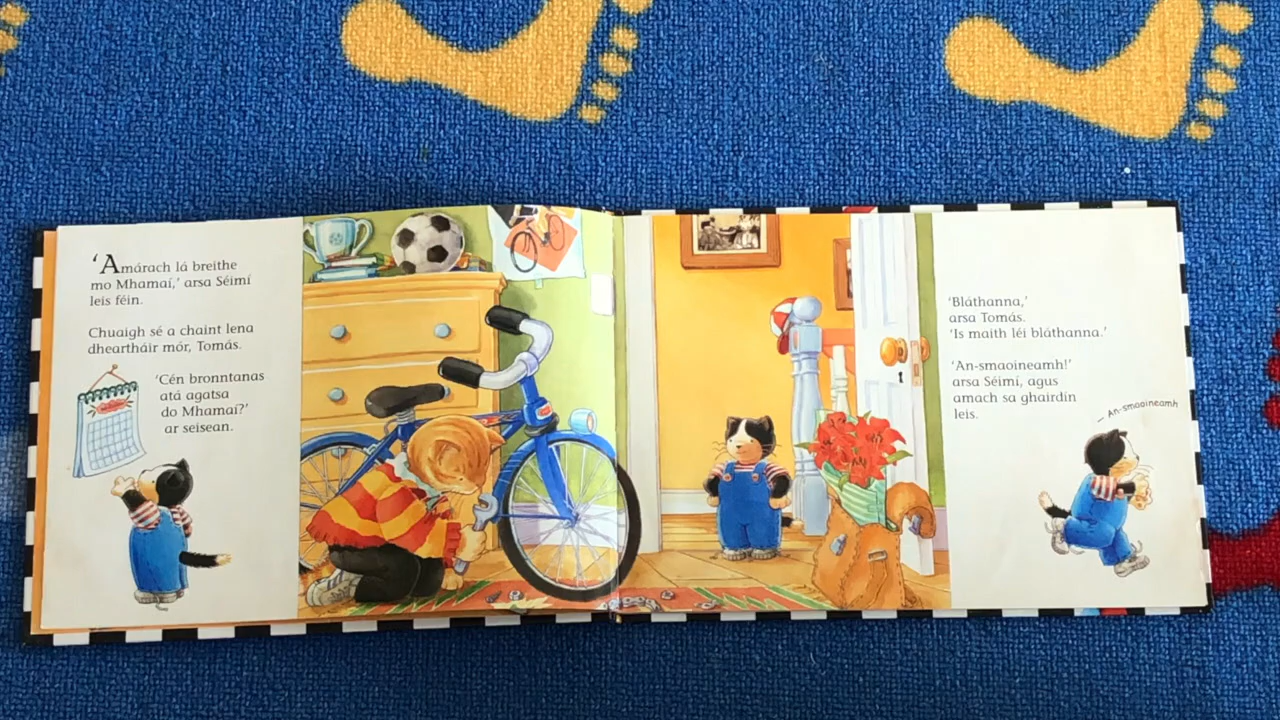 ‘Amárach lá breithe
mo Mhamaí,’ arsa Séimí
leis féin.
Chuaigh sé a chaint lena
dheartháir mór, Tomás.
‘Cén bronntanas
atá agatsa
do Mhamaí?’
ar seisean.
‘Bláthanna,’
arsa Tomás.
‘Is maith léi bláthanna.’
‘An-smaoineamh!’
arsa Séimí, agus
amach sa ghairdín
leis.
– An-smaoineamh